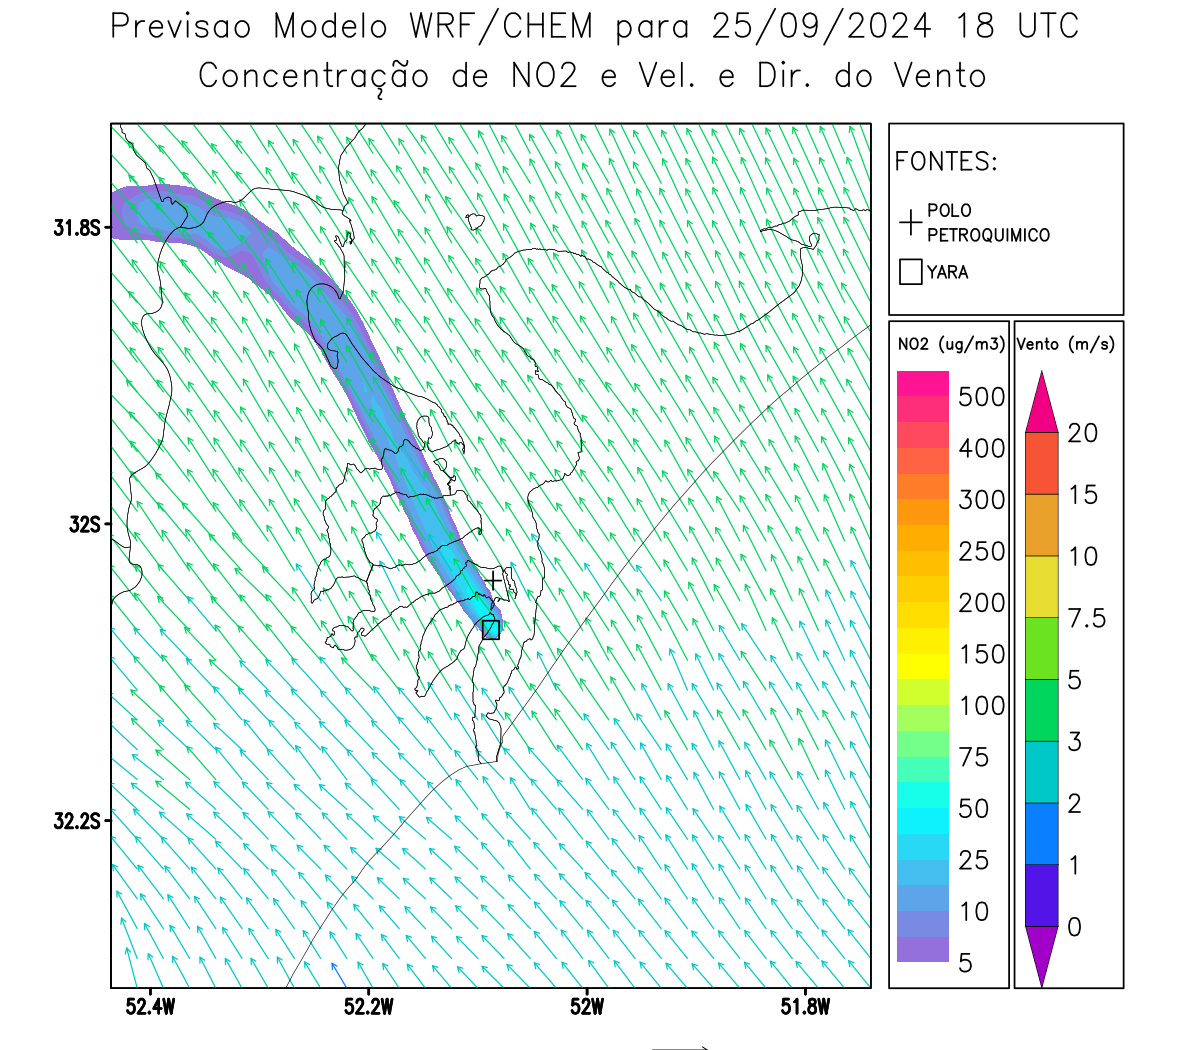 Previsao Modelo WRF/CHEM para 25/09/2024 18 UTC
Concentração de NO2 e Vel. e Dir. do Vento
FONTES:
POLO
PETROQUIMICO
YARA
NO2 (ug/m3)
500
400
300
250
200
150
100
75
50
25
10
5
Vento (m/s)
20
15
10
7.5
5
3
2
1
0
31.8S
32S
32.2S
52.4W 52.2W 52W 51.8W